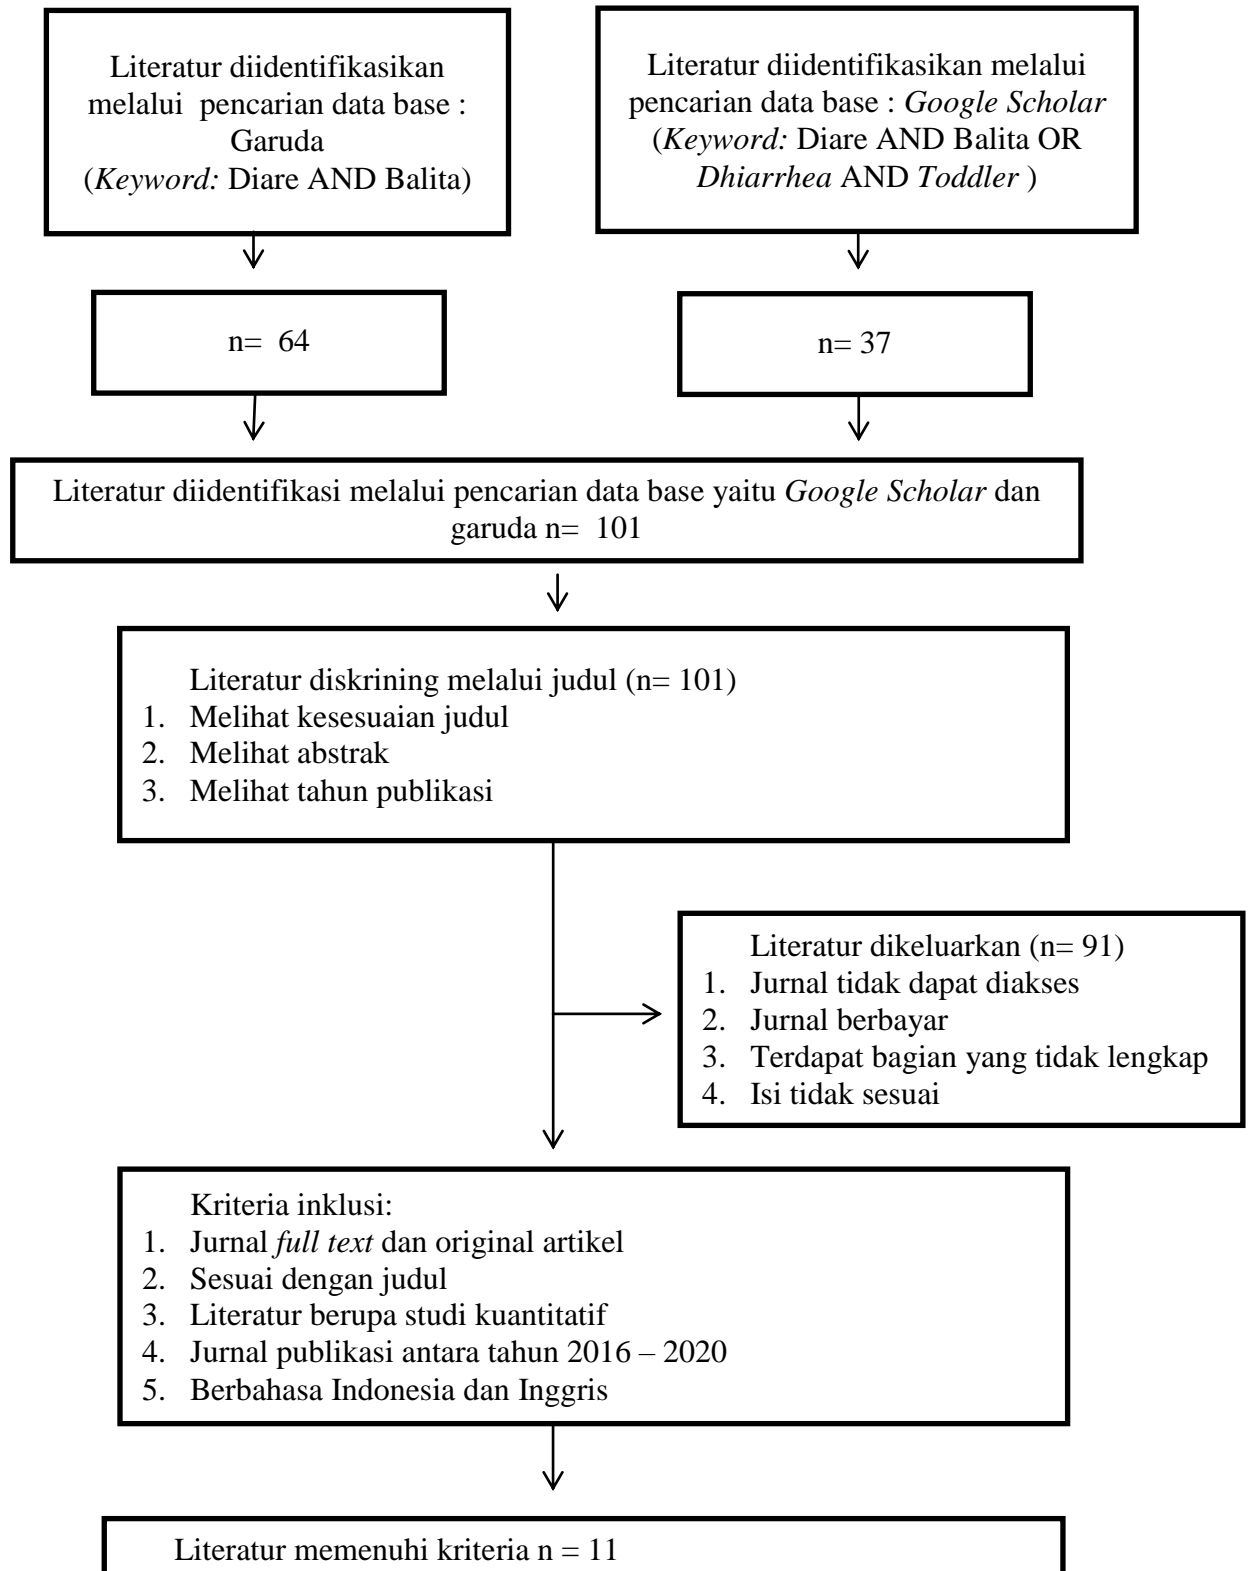 Literatur diidentifikasikan
melalui pencarian data base :
Garuda
(Keyword: Diare AND Balita)
Literatur diidentifikasikan melalui
pencarian data base : Google Scholar
(Keyword: Diare AND Balita OR
Dhiarrhea AND Toddler )
n= 64
n= 37
Literatur diidentifikasi melalui pencarian data base yaitu Google Scholar dan
garuda n= 101
Literatur diskrining melalui judul (n= 101)
1. Melihat kesesuaian judul
2. Melihat abstrak
3. Melihat tahun publikasi
Literatur dikeluarkan (n= 91)
1. Jurnal tidak dapat diakses
2. Jurnal berbayar
3. Terdapat bagian yang tidak lengkap
4. Isi tidak sesuai
Kriteria inklusi:
1. Jurnal full text dan original artikel
2. Sesuai dengan judul
3. Literatur berupa studi kuantitatif
4. Jurnal publikasi antara tahun 2016 – 2020
5. Berbahasa Indonesia dan Inggris
Literatur memenuhi kriteria n = 11